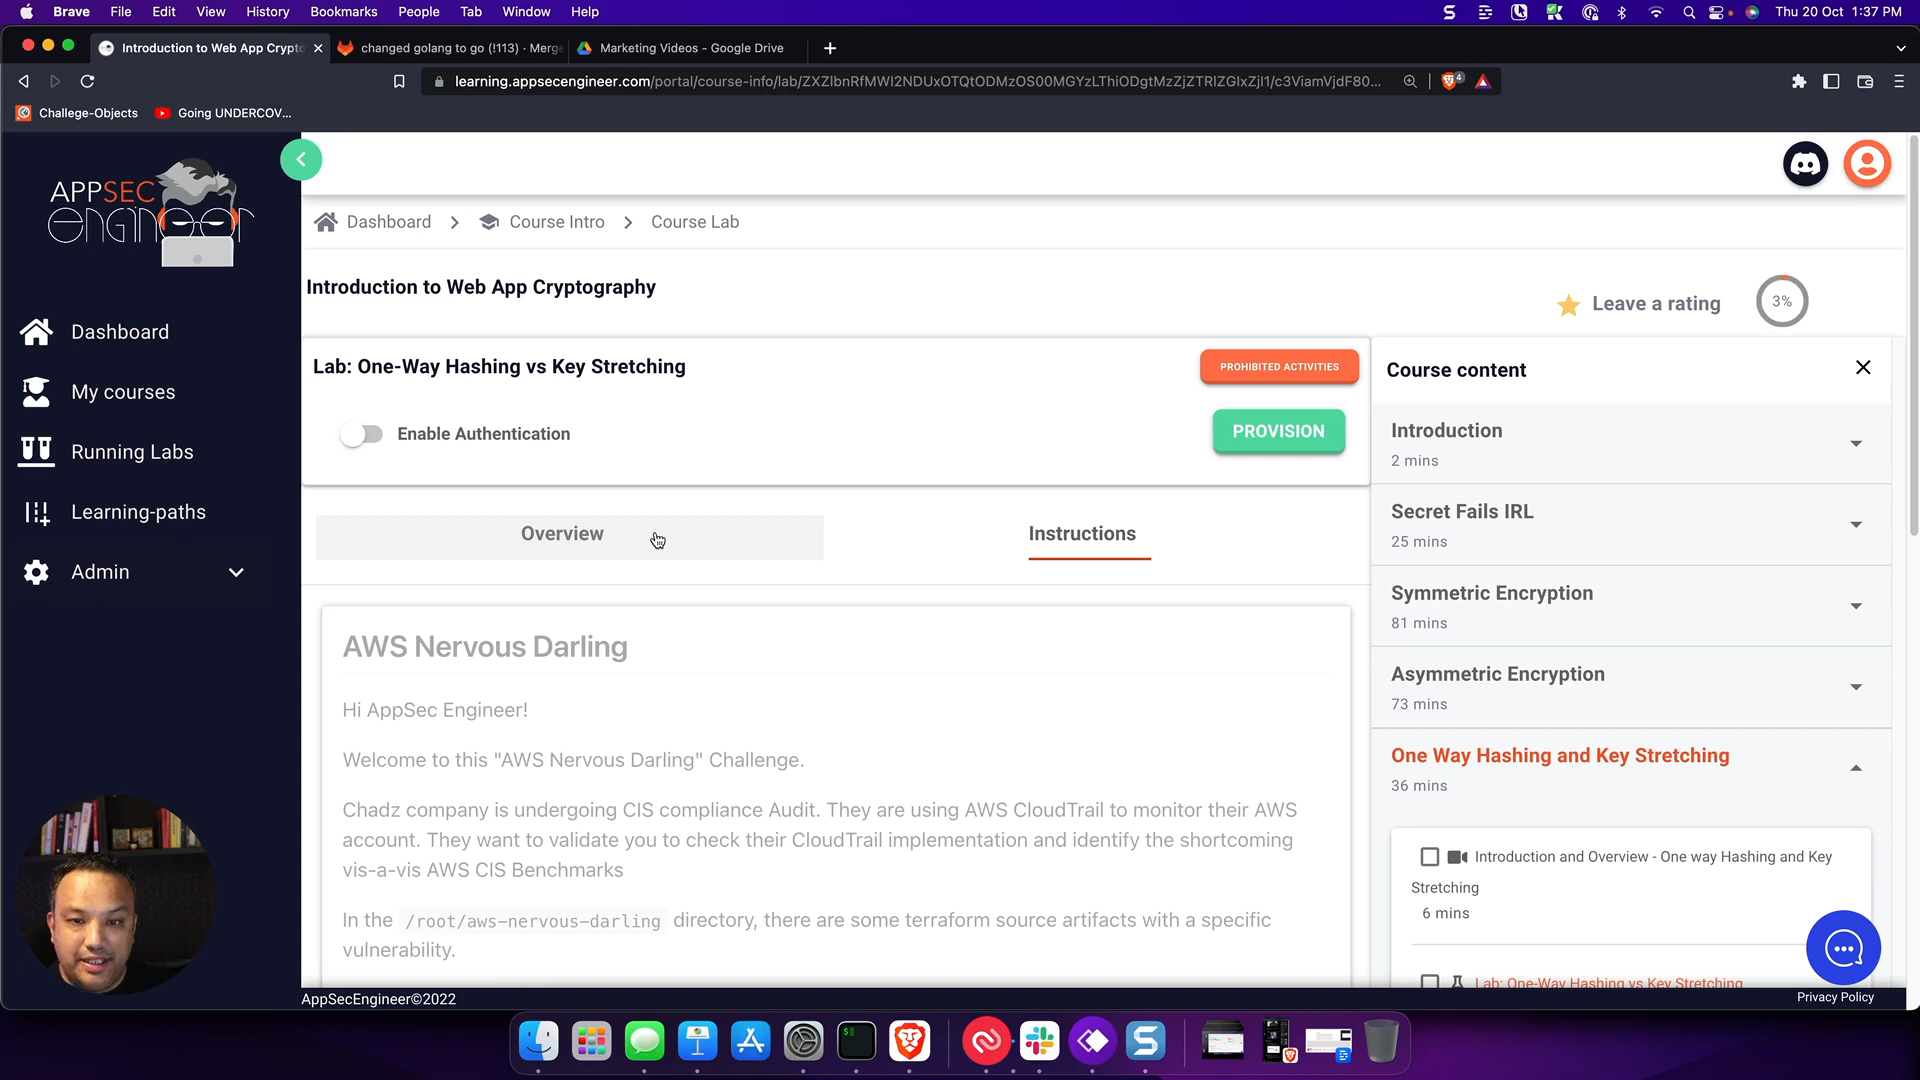 Brave File Edit View History Bookmarks People Tab Window Help Thu 20 Oct 1:37 PM
Introduction to Web App Crypto
changed golang to go (!113) · Merge
Marketing Videos - Google Drive
learning.appsecengineer.com/portal/course-info/lab/ZXZlbnRfMWI2NDUxOTQtODMzOS00MGYzLThiODgtMzZjZTRlZGIxZjI1/c3ViamVjdF80...
4
Challege-Objects
Going UNDERCOV...
APPSEC
engineer
Dashboard
My courses
Running Labs
Learning-paths
Admin
Dashboard > Course Intro > Course Lab
Introduction to Web App Cryptography
Leave a rating
3%
Lab: One-Way Hashing vs Key Stretching
PROHIBITED ACTIVITIES
Enable Authentication
PROVISION
Overview
Instructions
AWS Nervous Darling
Hi AppSec Engineer!
Welcome to this "AWS Nervous Darling" Challenge.
Chadz company is undergoing CIS compliance Audit. They are using AWS CloudTrail to monitor their AWS
account. They want to validate you to check their CloudTrail implementation and identify the shortcoming
vis-a-vis AWS CIS Benchmarks
In the /root/aws-nervous-darling directory, there are some terraform source artifacts with a specific
vulnerability.
Course content
Introduction
2 mins
Secret Fails IRL
25 mins
Symmetric Encryption
81 mins
Asymmetric Encryption
73 mins
One Way Hashing and Key Stretching
36 mins
Introduction and Overview - One way Hashing and Key
Stretching
6 mins
Lab: One-Way Hashing vs Key Stretching
AppSecEngineer©2022
Privacy Policy